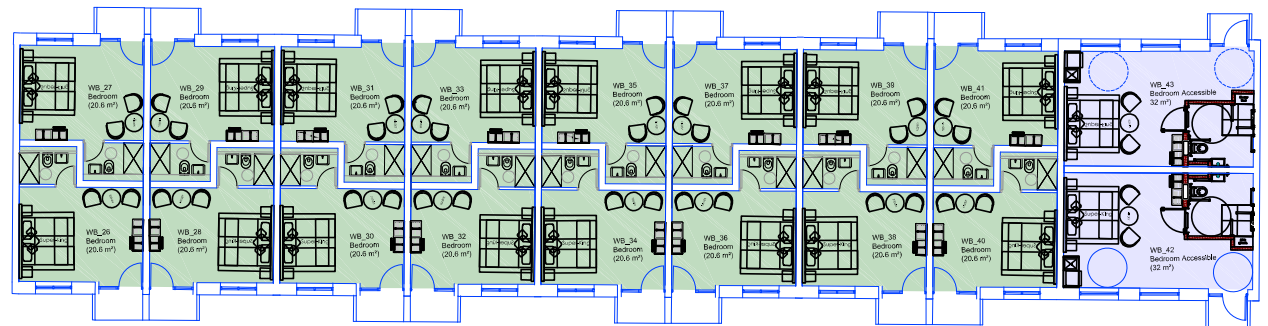 WB_27
Bedroom
(20.6 m²)
WB_29
Bedroom
(20.6 m²)
WB_31
Bedroom
(20.6 m²)
WB_33
Bedroom
(20.6 m²)
WB_35
Bedroom
(20.6 m²)
WB_37
Bedroom
(20.6 m²)
WB_39
Bedroom
(20.6 m²)
WB_41
Bedroom
(20.6 m²)
WB_43
Bedroom Accessible
32 m²)
WB_26
Bedroom
(20.6 m²)
WB_28
Bedroom
(20.6 m²)
WB_30
Bedroom
(20.6 m²)
WB_32
Bedroom
(20.6 m²)
WB_34
Bedroom
(20.6 m²)
WB_36
Bedroom
(20.6 m²)
WB_38
Bedroom
(20.6 m²)
WB_40
Bedroom
(20.6 m²)
WB_42
Bedroom Accessible
(32 m²)